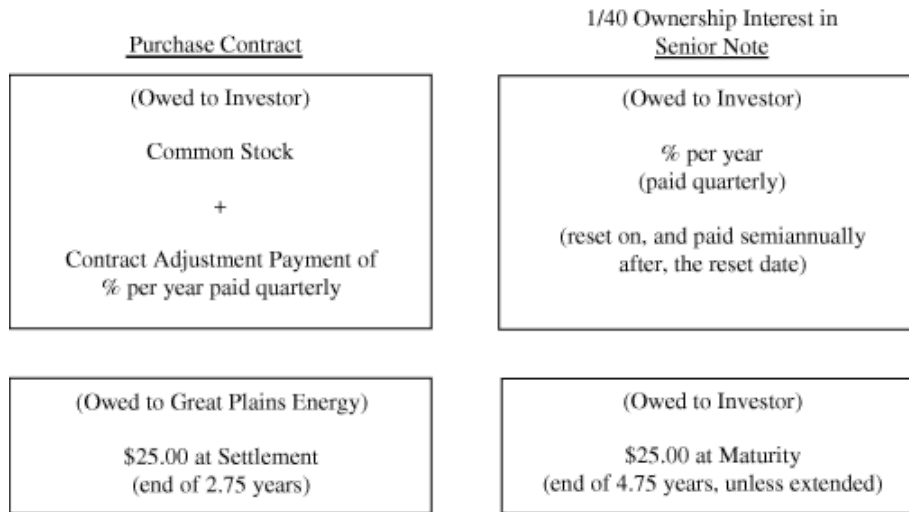 Purchase Contract
(Owed to Investor)
Common Stock
+
Contract Adjustment Payment of
% per year paid quarterly
(Owed to Great Plains Energy)
$25.00 at Settlement
(end of 2.75 years)
1/40 Ownership Interest in
Senior Note
(Owed to Investor)
% per year
(paid quarterly)
(reset on, and paid semiannually
after, the reset date)
(Owed to Investor)
$25.00 at Maturity
(end of 4.75 years, unless extended)